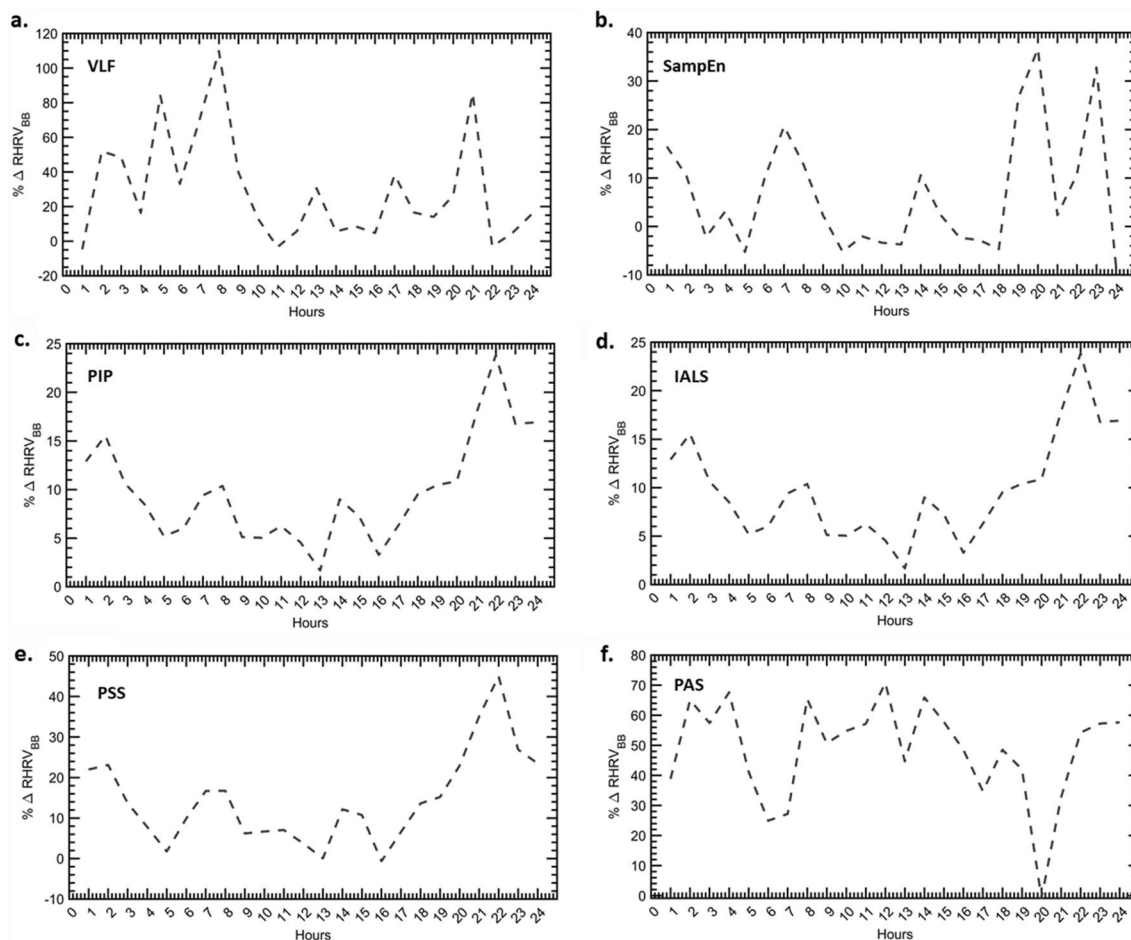 a.
VLF
% Δ RHRV_BB
120
100
80
60
40
20
0
-20
0 1 2 3 4 5 6 7 8 9 10 11 12 13 14 15 16 17 18 19 20 21 22 23 24
Hours
b.
SampEn
% Δ RHRV_BB
40
30
20
10
0
-10
0 1 2 3 4 5 6 7 8 9 10 11 12 13 14 15 16 17 18 19 20 21 22 23 24
Hours
c.
PIP
% Δ RHRV_BB
25
20
15
10
5
0
0 1 2 3 4 5 6 7 8 9 10 11 12 13 14 15 16 17 18 19 20 21 22 23 24
Hours
d.
IALS
% Δ RHRV_BB
25
20
15
10
5
0
0 1 2 3 4 5 6 7 8 9 10 11 12 13 14 15 16 17 18 19 20 21 22 23 24
Hours
e.
PSS
% Δ RHRV_BB
50
40
30
20
10
0
-10
0 1 2 3 4 5 6 7 8 9 10 11 12 13 14 15 16 17 18 19 20 21 22 23 24
Hours
f.
PAS
% Δ RHRV_BB
80
70
60
50
40
30
20
10
0
0 1 2 3 4 5 6 7 8 9 10 11 12 13 14 15 16 17 18 19 20 21 22 23 24
Hours